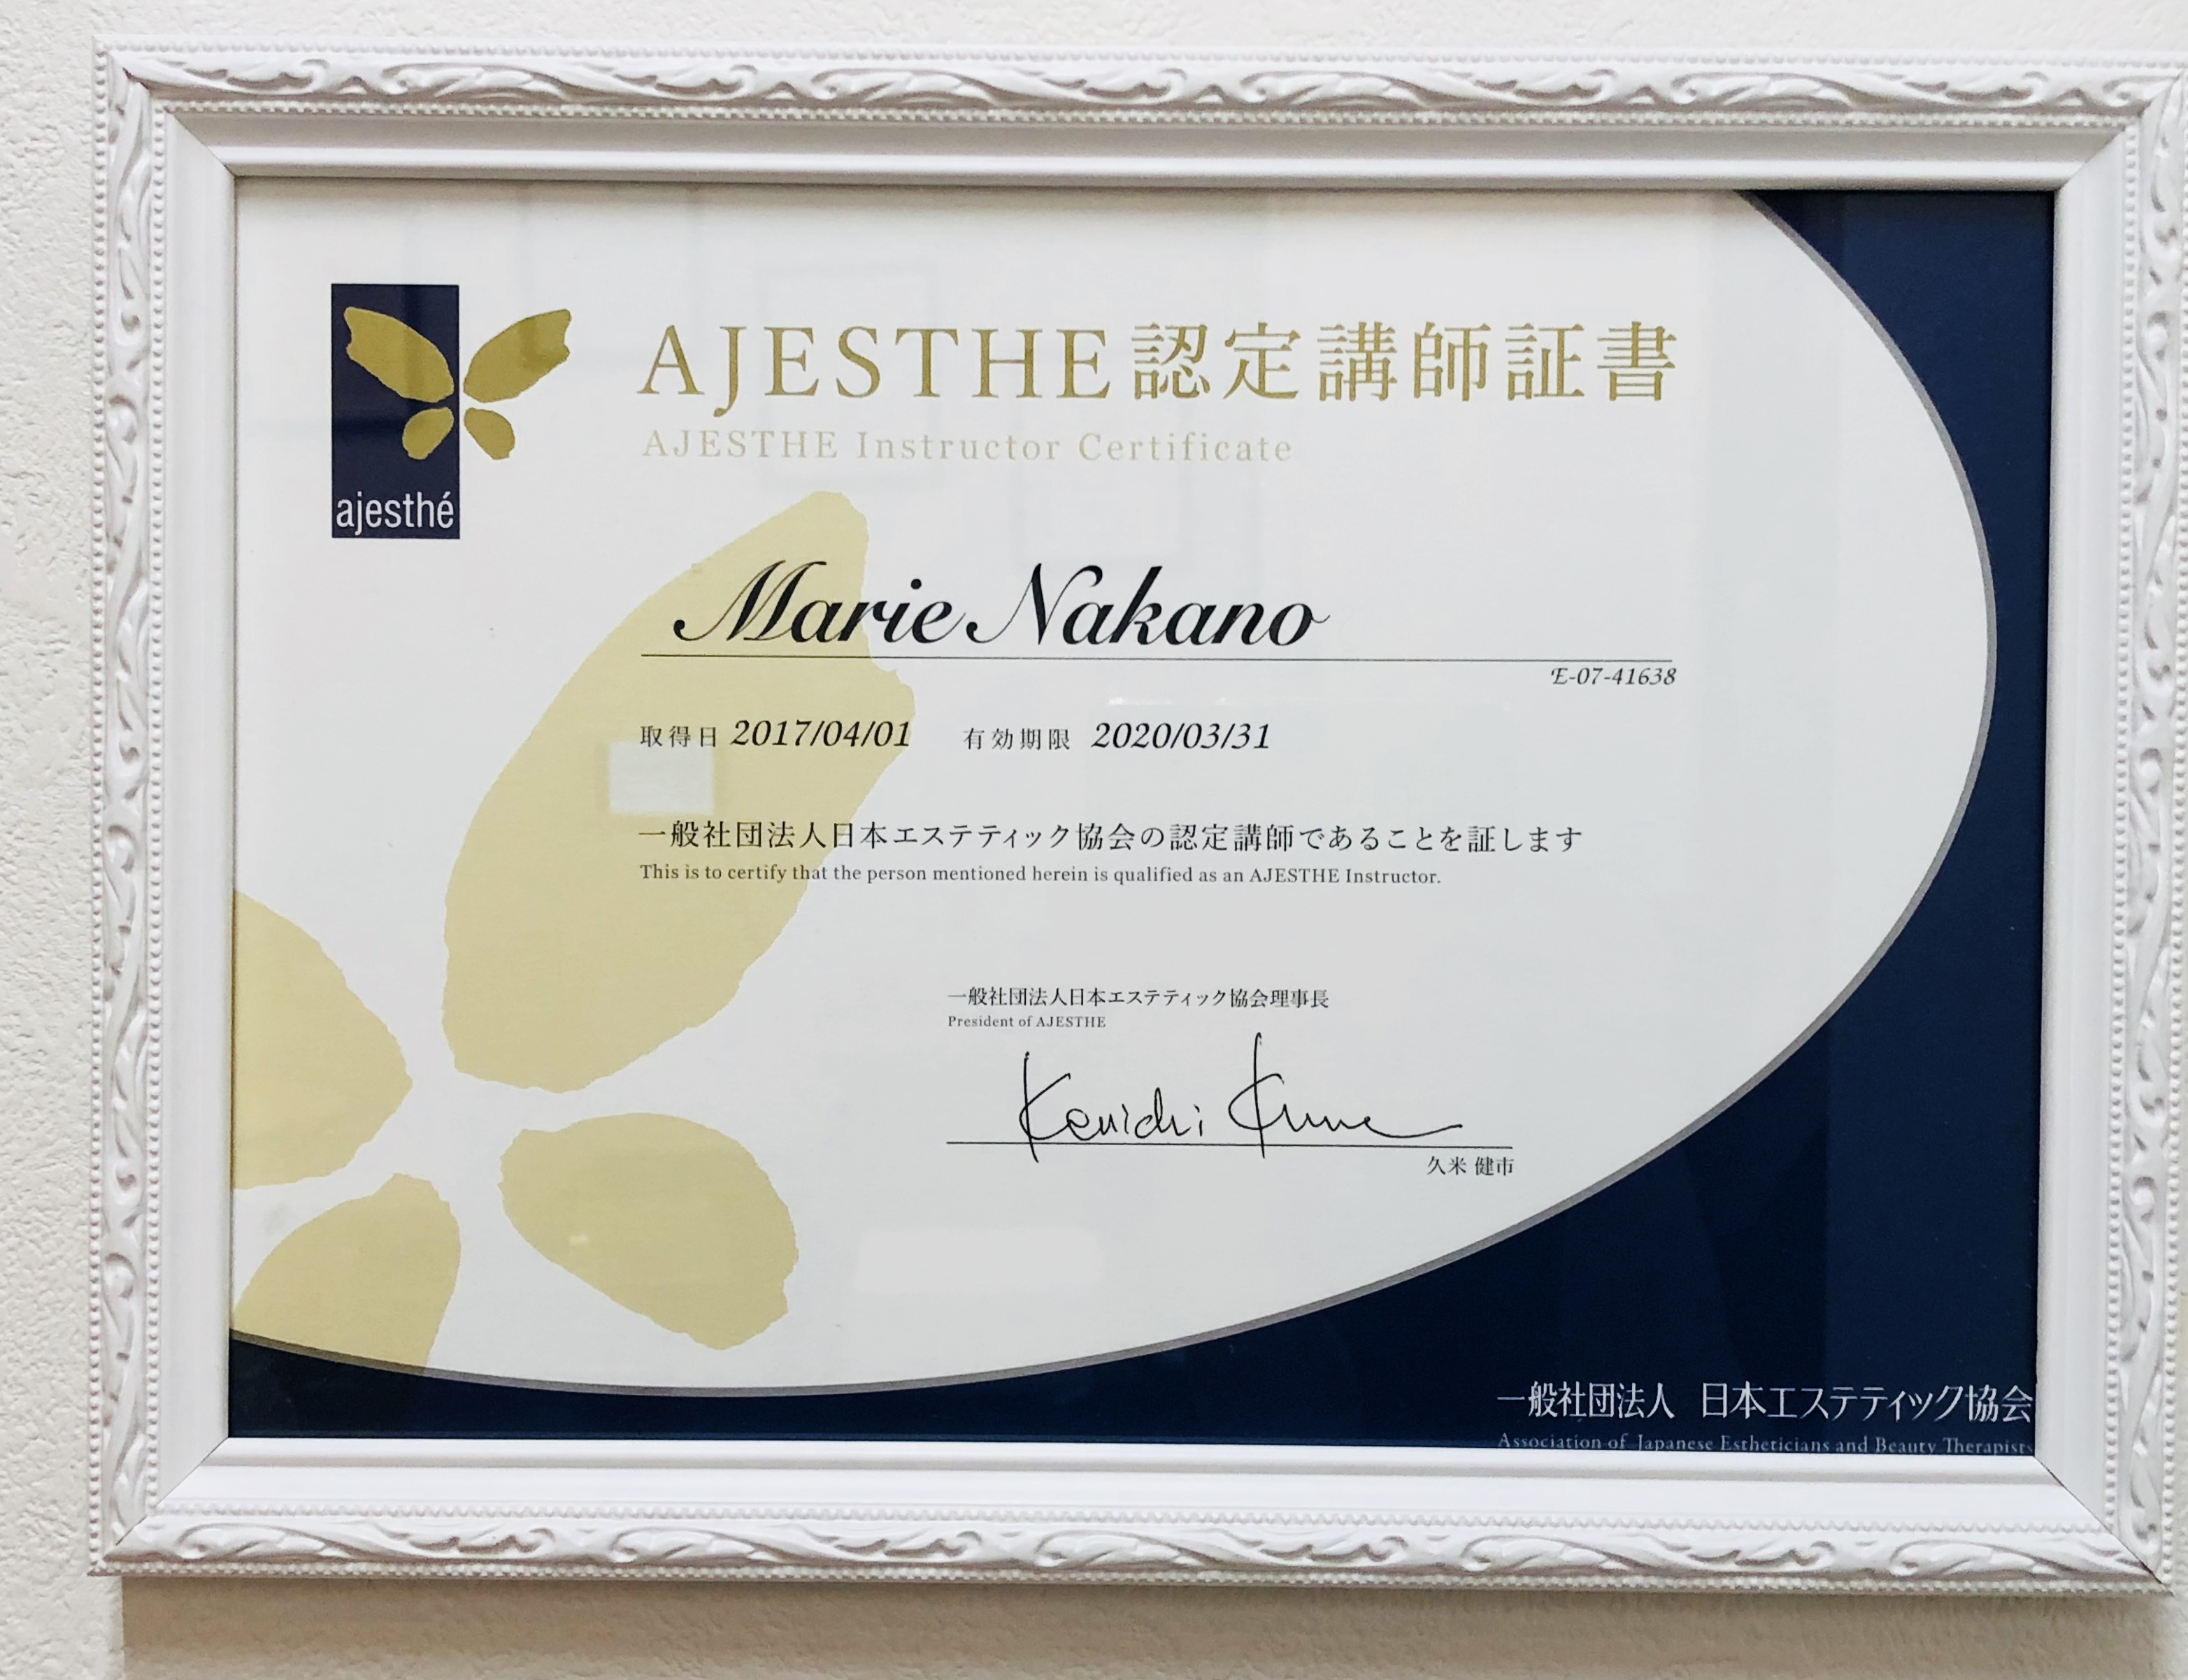 ajesthé
AJESTHE認定講師証書
AJESTHE Instructor Certificate
Marie Nakano
E-07-41638
取得日 2017/04/01 有効期限 2020/03/31
一般社団法人日本エステティック協会の認定講師であることを証します
This is to certify that the person mentioned herein is qualified as an AJESTHE Instructor.
一般社団法人日本エステティック協会理事長
President of AJESTHE
Kenichi Kume
久米 健市
一般社団法人 日本エステティック協会
Association of Japanese Estheticians and Beauty Therapists